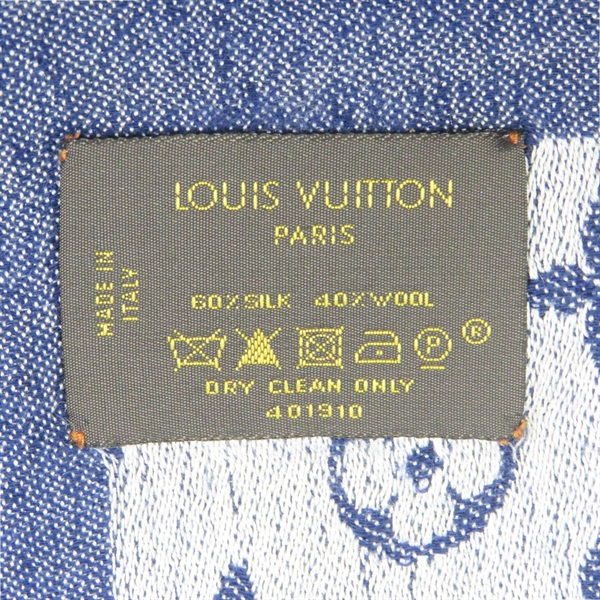 LOUIS VUITTON
PARIS
MADE IN
ITALY
60%SILK 40%WOOL
P ®
DRY CLEAN ONLY
401910